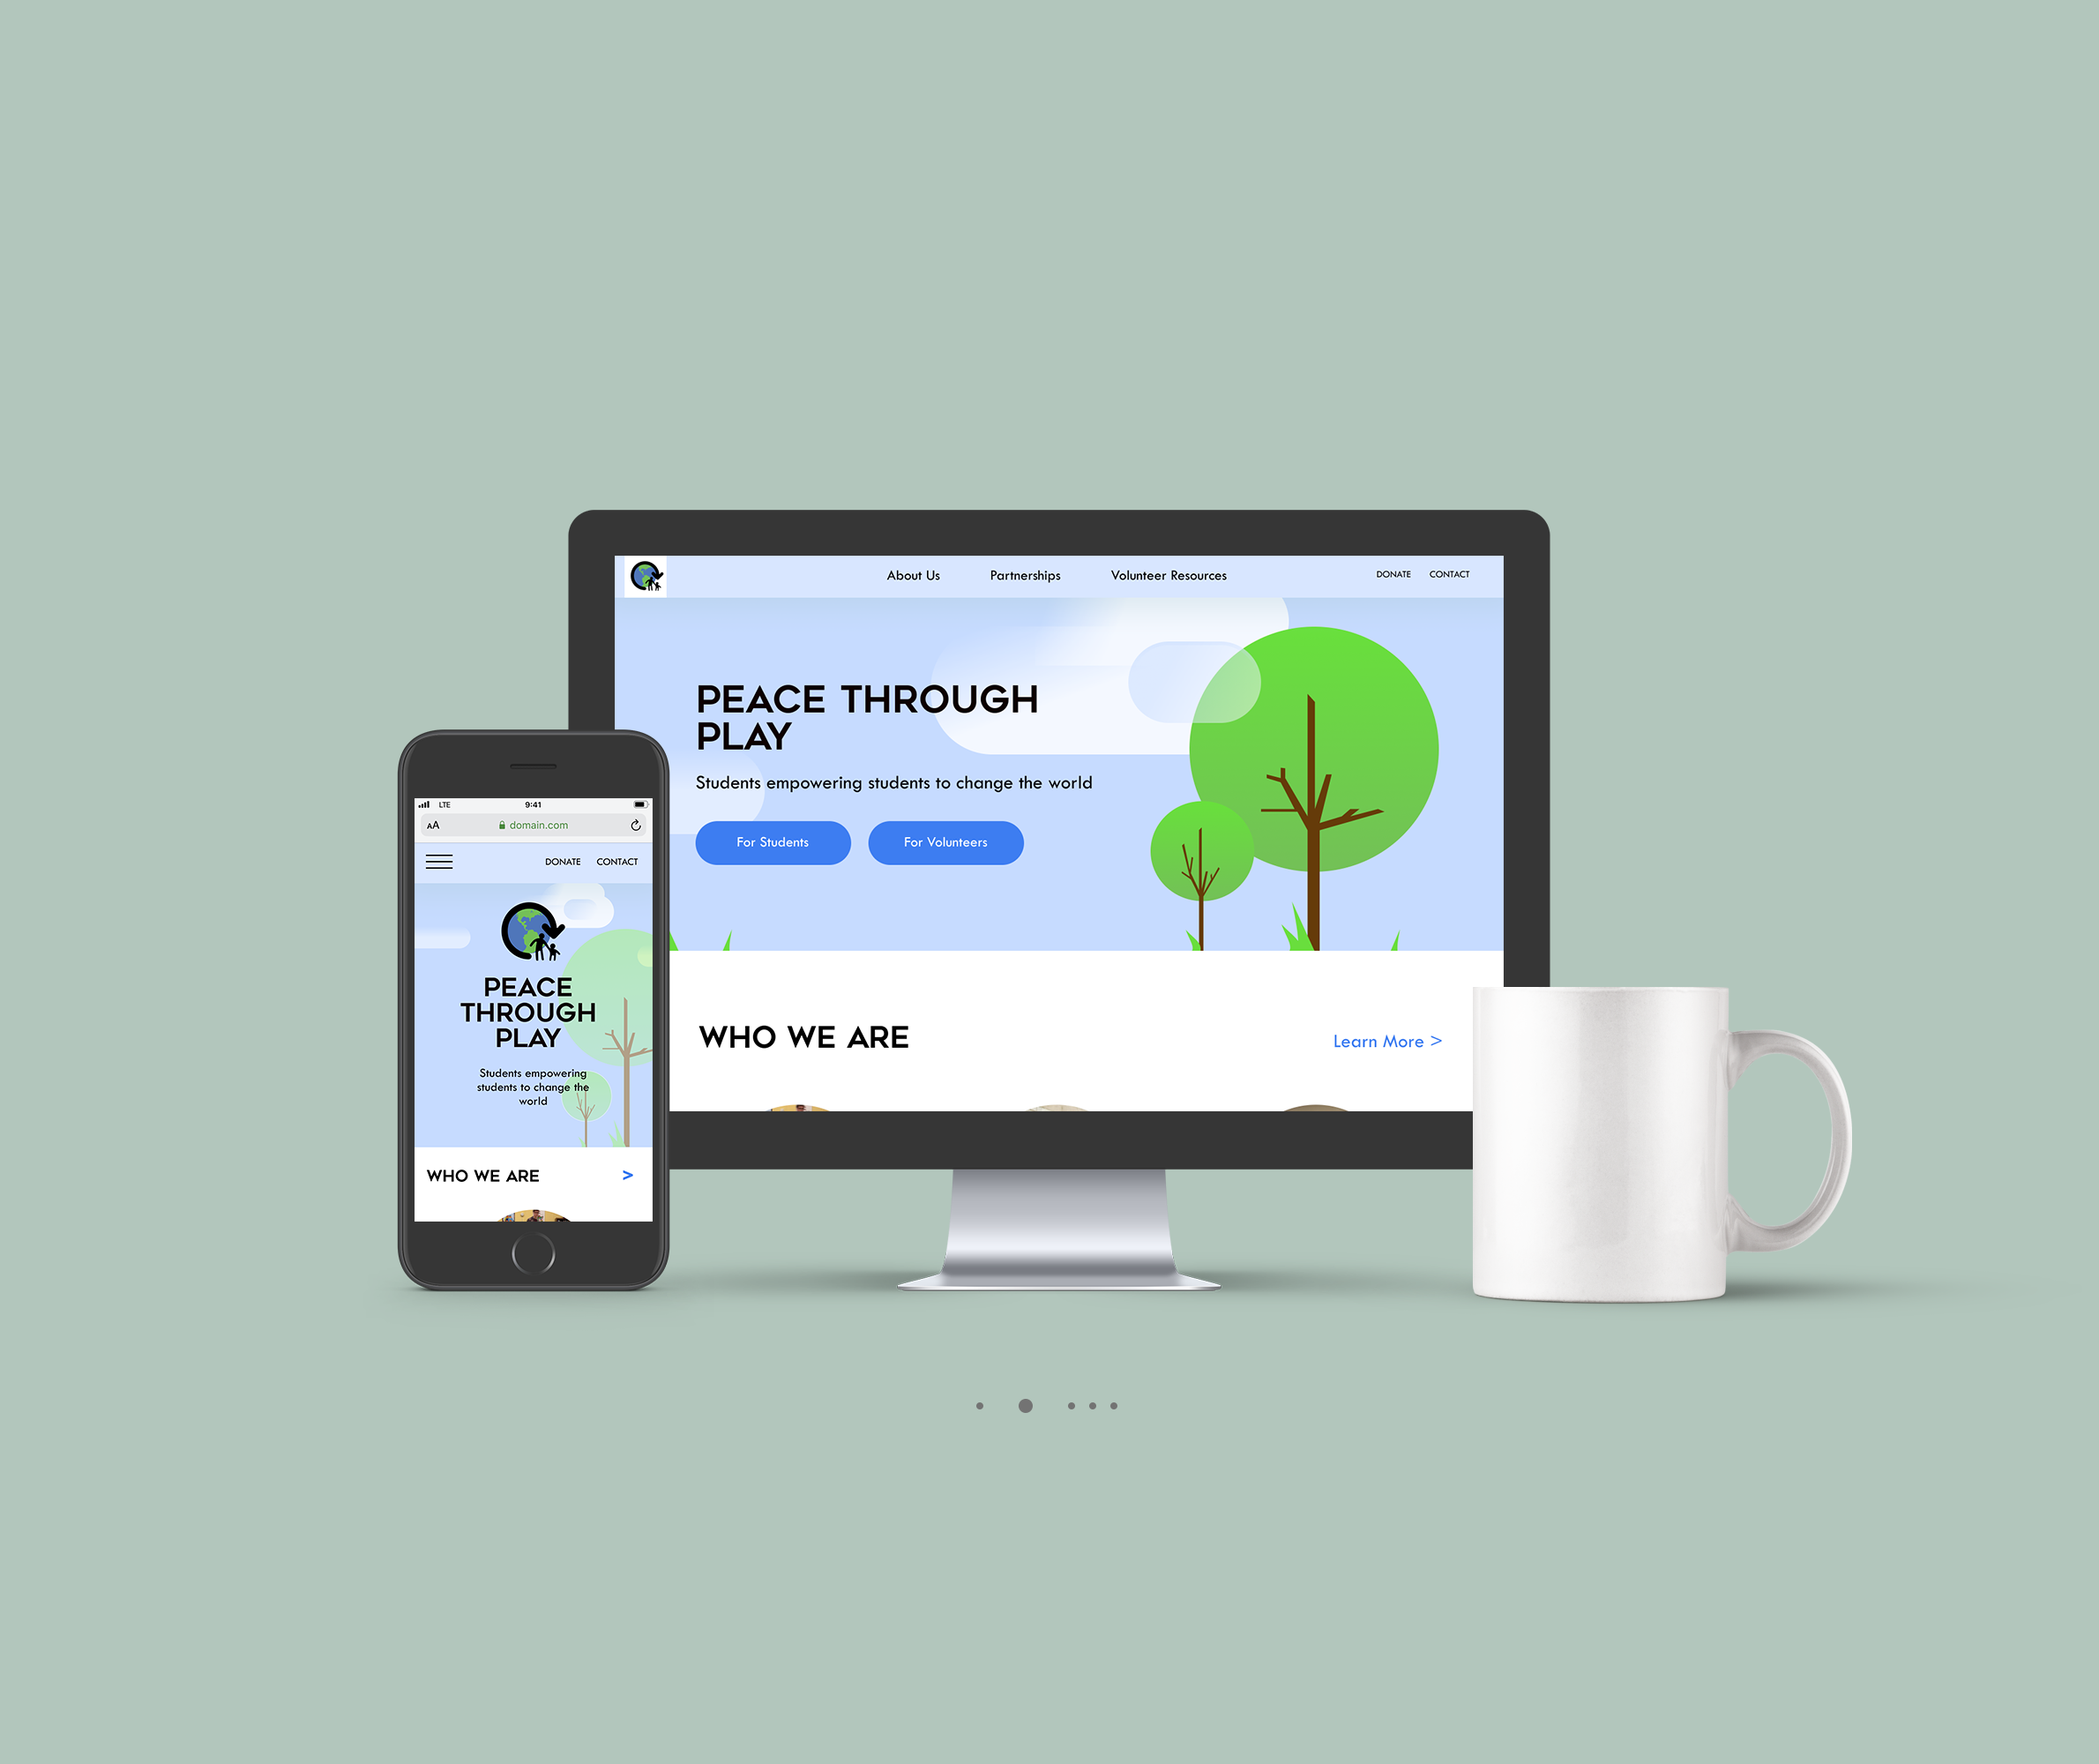 About Us Partnerships Volunteer Resources DONATE CONTACT
PEACE THROUGH
PLAY
Students empowering students to change the world
For Students For Volunteers
WHO WE ARE Learn More >
LTE 9:41
AA domain.com
DONATE CONTACT
PEACE
THROUGH
PLAY
Students empowering
students to change the
world
WHO WE ARE >